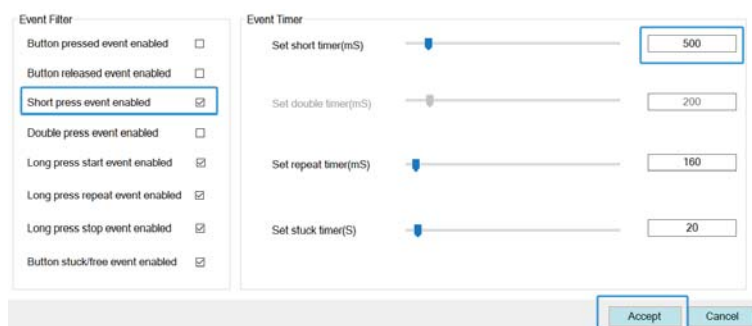 Event Filter
Button pressed event enabled
Button released event enabled
Short press event enabled
Double press event enabled
Long press start event enabled
Long press repeat event enabled
Long press stop event enabled
Button stuck/free event enabled
Event Timer
Set short timer(mS) 500
Set double timer(mS) 200
Set repeat timer(mS) 160
Set stuck timer(S) 20
Accept Cancel